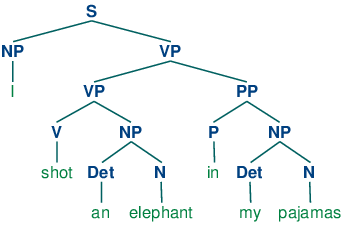 S
NP VP
I VP PP
V NP P NP
shot Det N in Det N
an elephant my pajamas